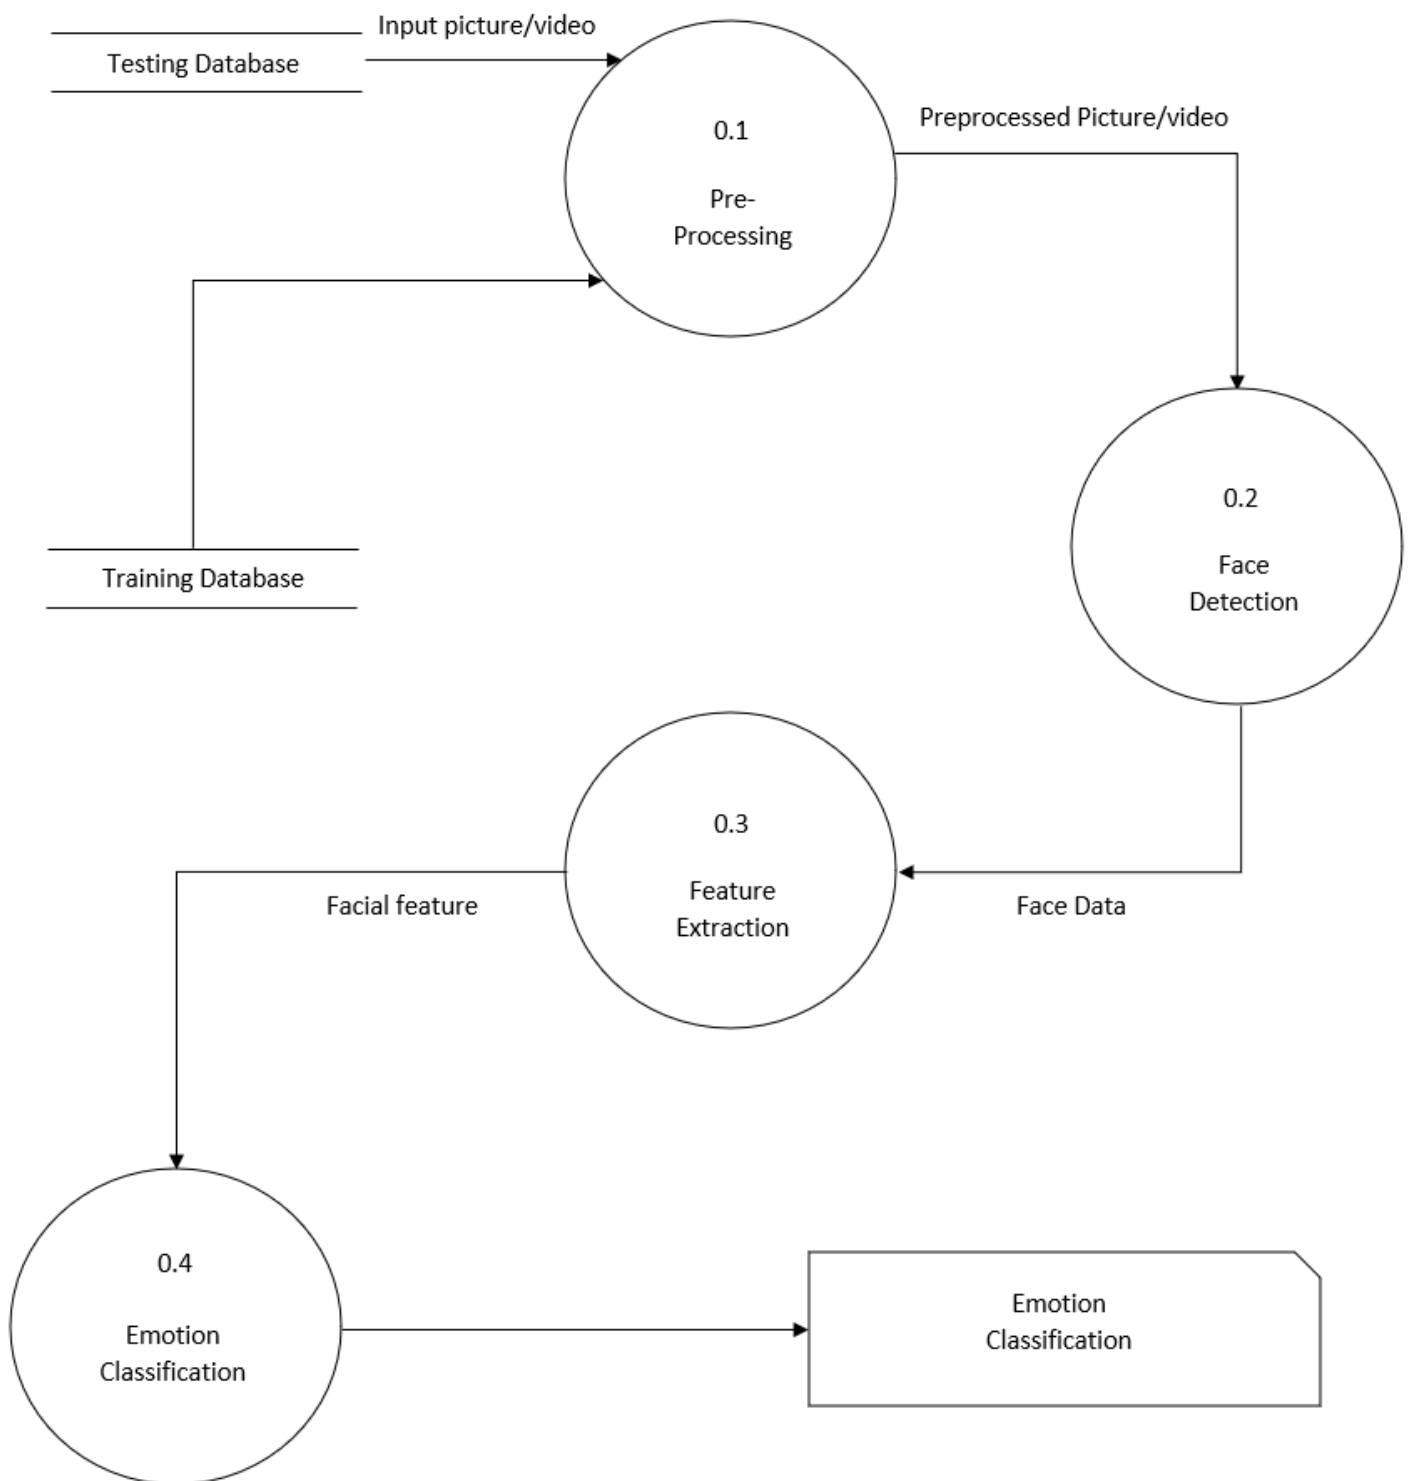 Input picture/video
Testing Database
0.1
Pre-
Processing
Preprocessed Picture/video
Training Database
0.2
Face
Detection
Face Data
0.3
Feature
Extraction
Facial feature
0.4
Emotion
Classification
Emotion
Classification